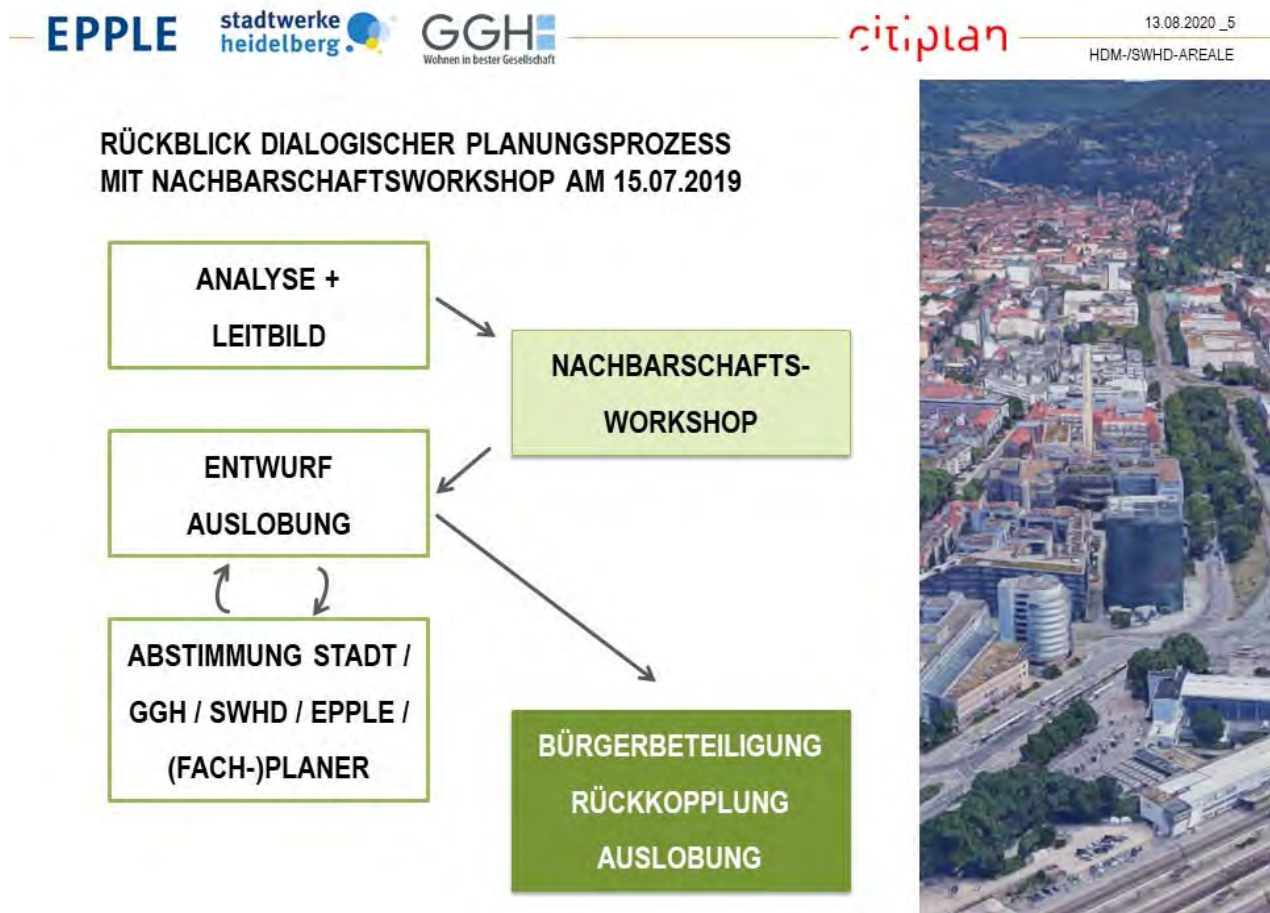 EPPLE
stadtwerke
heidelberg
GGH
Wohnen in bester Gesellschaft
citiplan
13.08.2020 _5
HDM-/SWHD-AREALE
RÜCKBLICK DIALOGISCHER PLANUNGSPROZESS
MIT NACHBARSCHAFTSWORKSHOP AM 15.07.2019
ANALYSE +
LEITBILD
NACHBARSCHAFTS-
WORKSHOP
ENTWURF
AUSLOBUNG
ABSTIMMUNG STADT /
GGH / SWHD / EPPLE /
(FACH-)PLANER
BÜRGERBETEILIGUNG
RÜCKKOPPLUNG
AUSLOBUNG